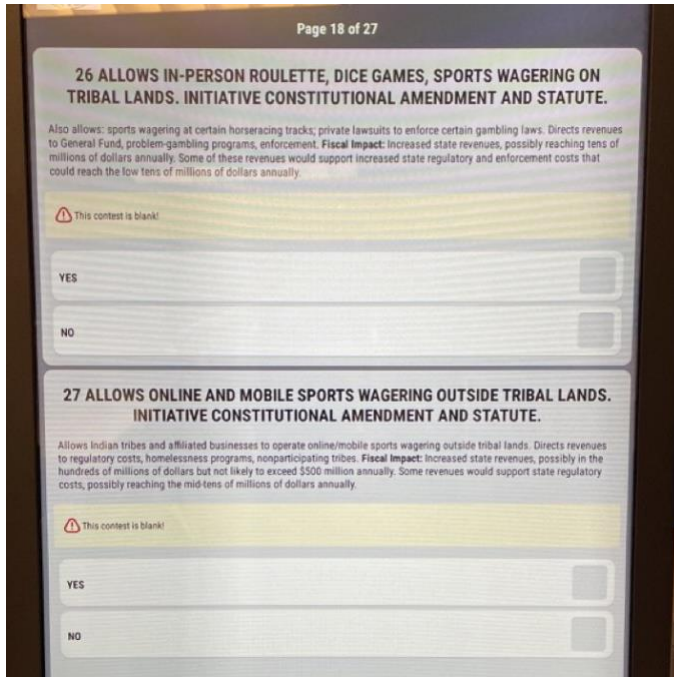 Page 18 of 27
26 ALLOWS IN-PERSON ROULETTE, DICE GAMES, SPORTS WAGERING ON
TRIBAL LANDS. INITIATIVE CONSTITUTIONAL AMENDMENT AND STATUTE.
Also allows: sports wagering at certain horseracing tracks; private lawsuits to enforce certain gambling laws. Directs revenues
to General Fund, problem-gambling programs, enforcement. Fiscal Impact: Increased state revenues, possibly reaching tens of
millions of dollars annually. Some of these revenues would support increased state regulatory and enforcement costs that
could reach the low tens of millions of dollars annually.
This contest is blank!
YES
NO
27 ALLOWS ONLINE AND MOBILE SPORTS WAGERING OUTSIDE TRIBAL LANDS.
INITIATIVE CONSTITUTIONAL AMENDMENT AND STATUTE.
Allows Indian tribes and affiliated businesses to operate online/mobile sports wagering outside tribal lands. Directs revenues
to regulatory costs, homelessness programs, nonparticipating tribes. Fiscal Impact: Increased state revenues, possibly in the
hundreds of millions of dollars but not likely to exceed $500 million annually. Some revenues would support state regulatory
costs, possibly reaching the mid-tens of millions of dollars annually.
This contest is blank!
YES
NO